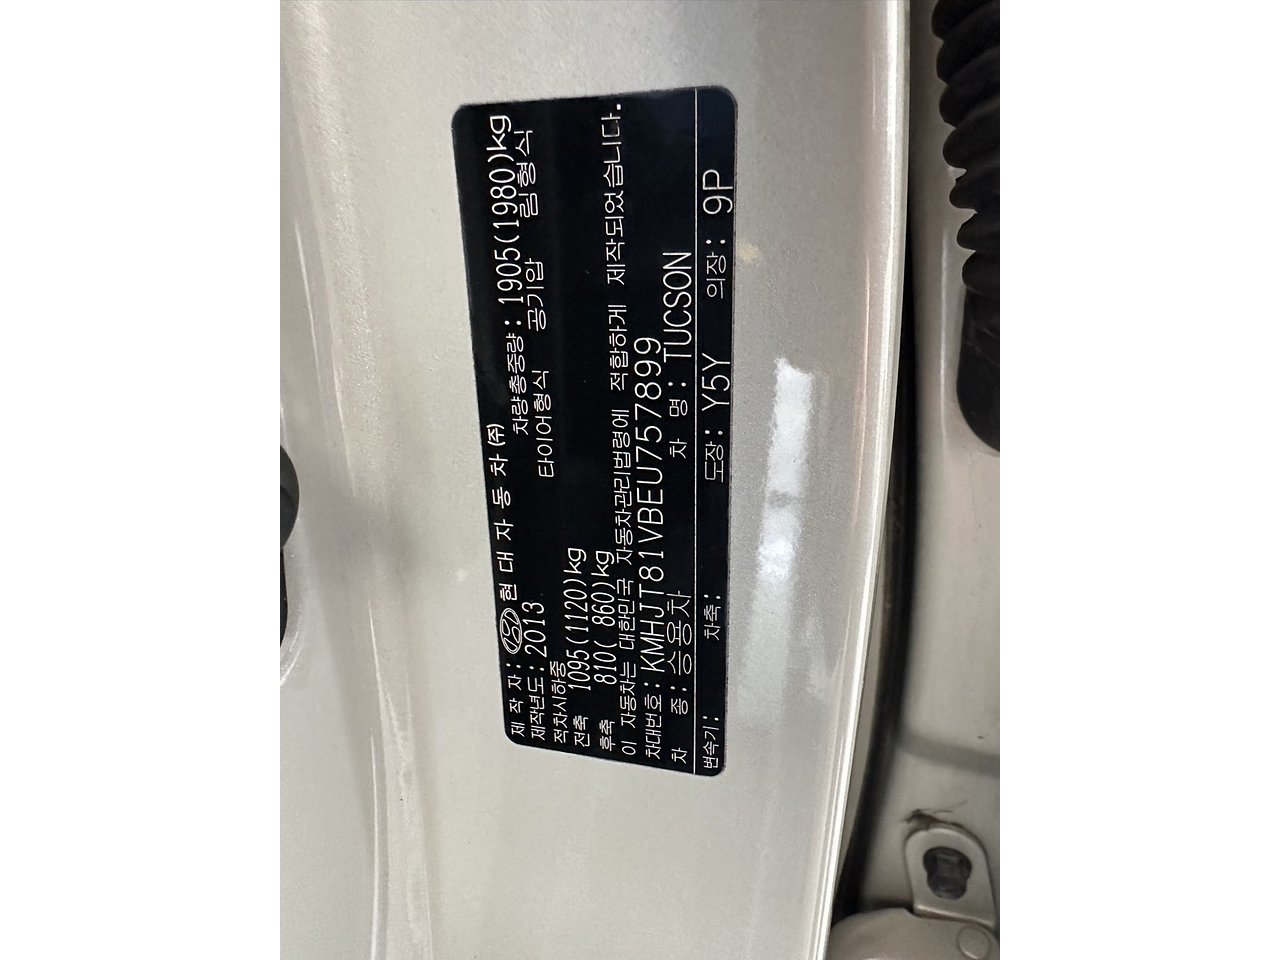 제 작 자: 현 대 자 동 차 (주)
제작년도: 2013 차량총중량: 1905(1980)kg
적차시하중 타이어형식 공기압 림형식
전축 1095(1120)kg
후축 810( 860)kg
이 자동차는 대한민국 자동차관리법령에 적합하게 제작되었습니다.
차대번호: KMHJT81VBEU757899
차 종: 승용차 차 명: TUCSON
변속기: 차축: 도장: Y5Y 의장: 9P